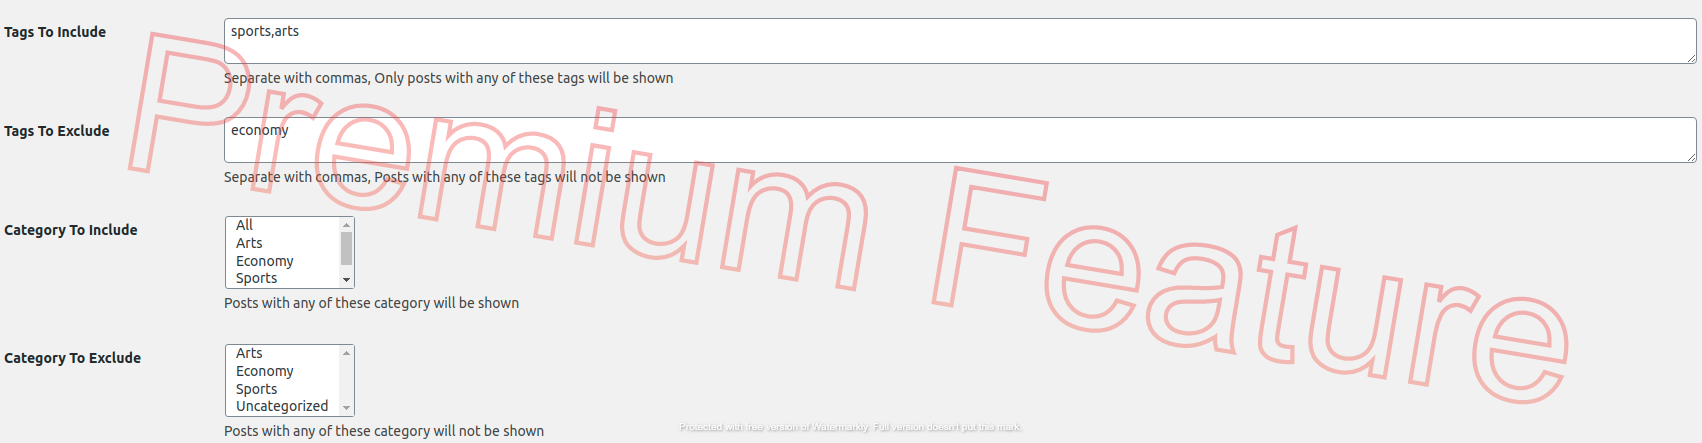 Tags To Include
sports,arts
Separate with commas, Only posts with any of these tags will be shown
Tags To Exclude
economy
Separate with commas, Posts with any of these tags will not be shown
Premium Feature
Category To Include
All
Arts
Economy
Sports
Posts with any of these category will be shown
Category To Exclude
Arts
Economy
Sports
Uncategorized
Posts with any of these category will not be shown
Protected with free version of Watermarkly. Full version doesn't put this mark.